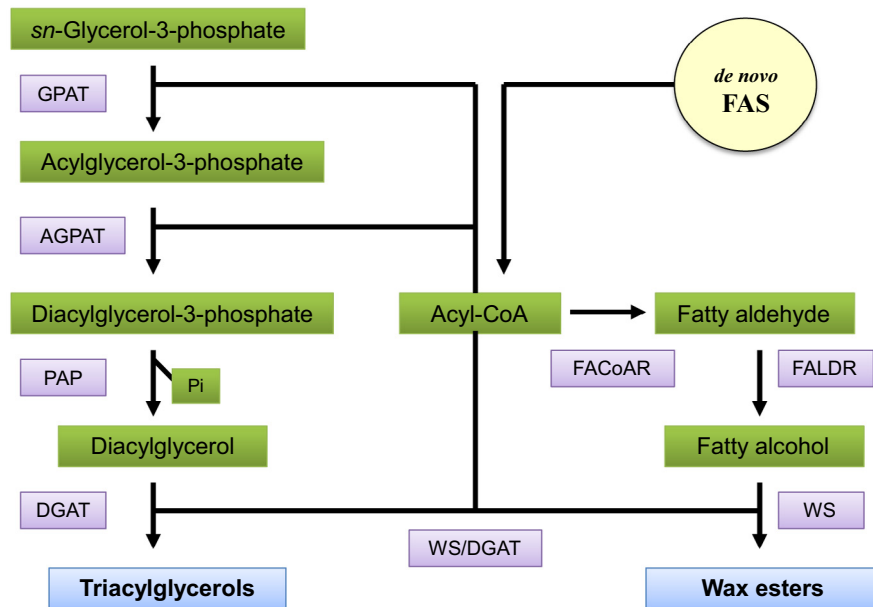 sn-Glycerol-3-phosphate
de novo
FAS
GPAT
Acylglycerol-3-phosphate
AGPAT
Diacylglycerol-3-phosphate
Acyl-CoA
Fatty aldehyde
PAP
Pi
FACoAR
FALDR
Diacylglycerol
Fatty alcohol
DGAT
WS/DGAT
WS
Triacylglycerols
Wax esters